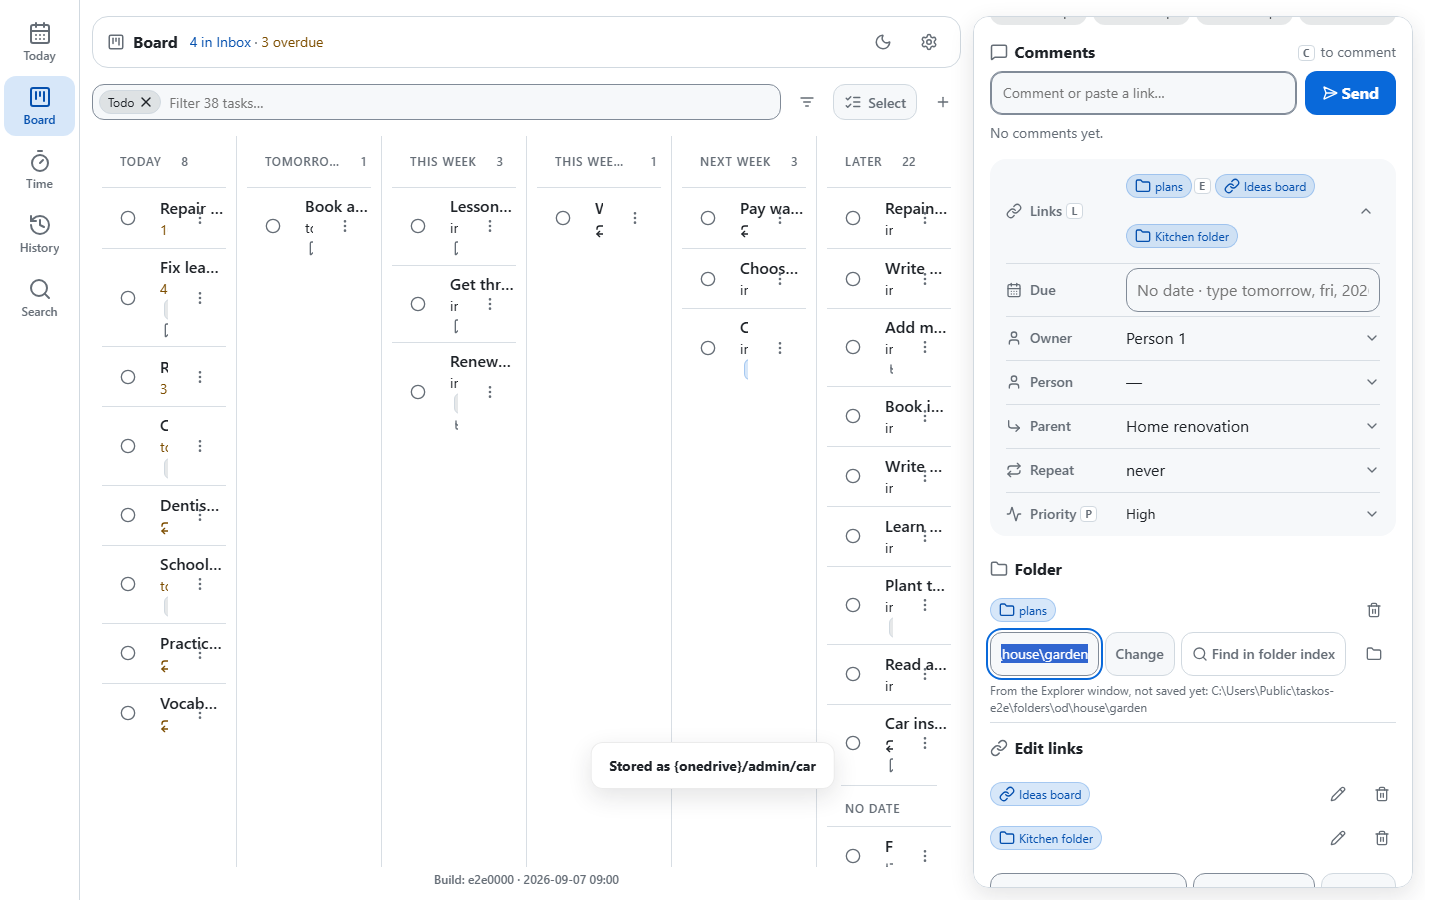 Today
Board
Time
History
Search
Board 4 in Inbox · 3 overdue
Todo Filter 38 tasks...
Select
TODAY 8
Repair ...
1
Fix lea...
4
R
3
C
Dentis...
School...
Practic...
Vocab...
TOMORRO... 1
Book a...
THIS WEEK 3
Lesson...
Get thr...
Renew...
THIS WEE... 1
NEXT WEEK 3
Pay wa...
Choos...
C
LATER 22
Repain...
Write ...
Add m...
Book i...
Write ...
Learn ...
Plant t...
Read a...
Car ins...
NO DATE
F
Stored as {onedrive}/admin/car
Build: e2e0000 · 2026-09-07 09:00
Comments C to comment
Comment or paste a link...
Send
No comments yet.
Links L
plans E Ideas board
Kitchen folder
Due No date · type tomorrow, fri, 202
Owner Person 1
Person —
Parent Home renovation
Repeat never
Priority P High
Folder
plans
house\garden Change Find in folder index
From the Explorer window, not saved yet: C:\Users\Public\taskos-
e2e\folders\od\house\garden
Edit links
Ideas board
Kitchen folder